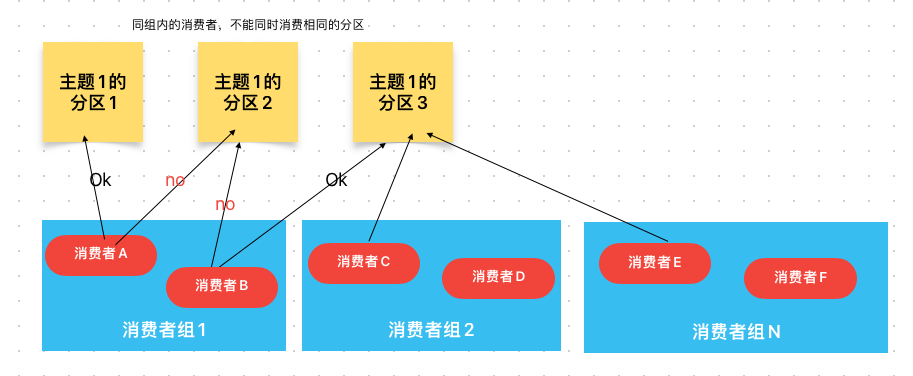 同组内的消费者，不能同时消费相同的分区
主题1的
分区1
主题1的
分区2
主题1的
分区3
Ok
no
Ok
no
消费者A
消费者B
消费者组1
消费者C
消费者D
消费者组2
消费者E
消费者F
消费者组N